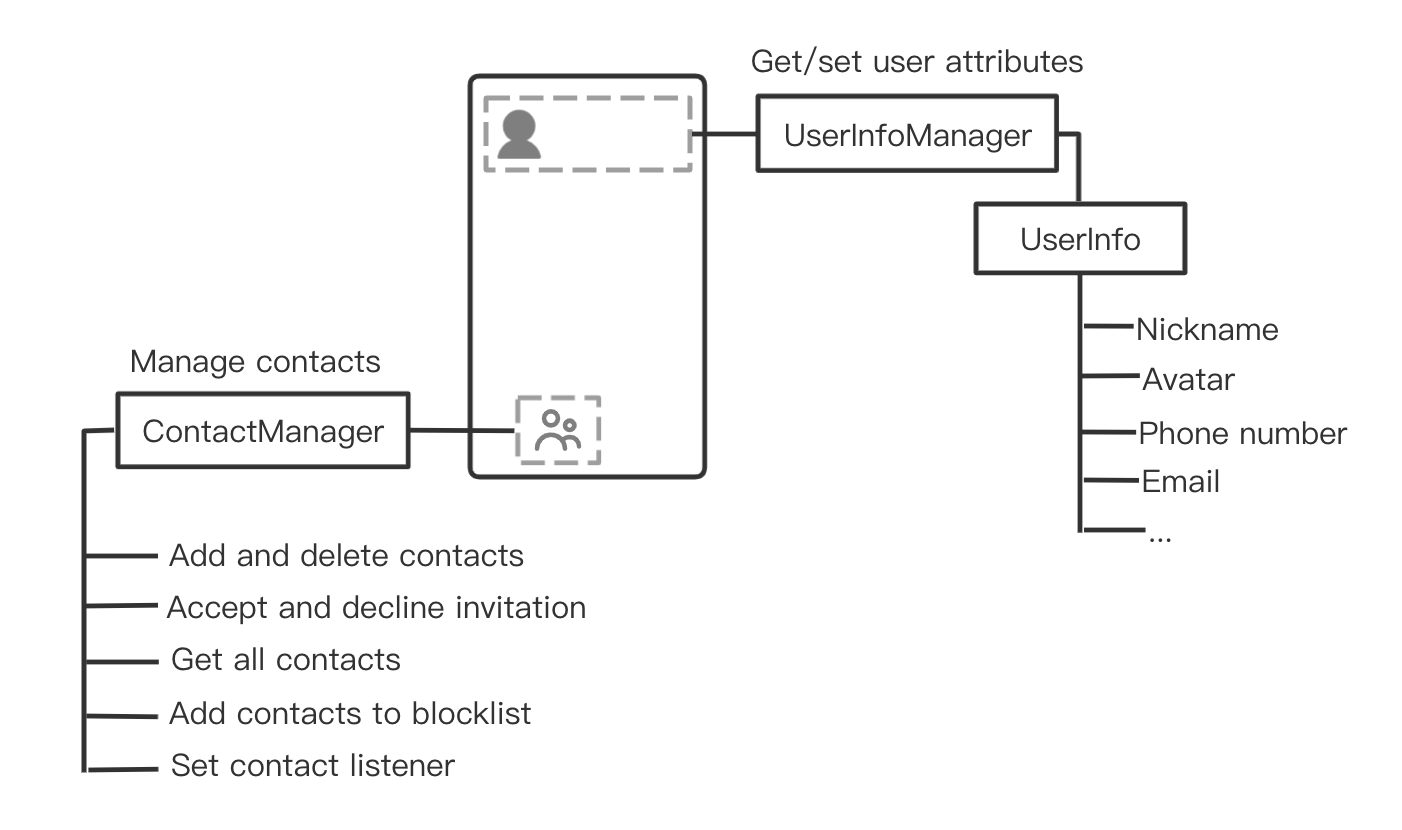 Get/set user attributes
UserInfoManager
UserInfo
Nickname
Avatar
Phone number
Email
...
Manage contacts
ContactManager
Add and delete contacts
Accept and decline invitation
Get all contacts
Add contacts to blocklist
Set contact listener